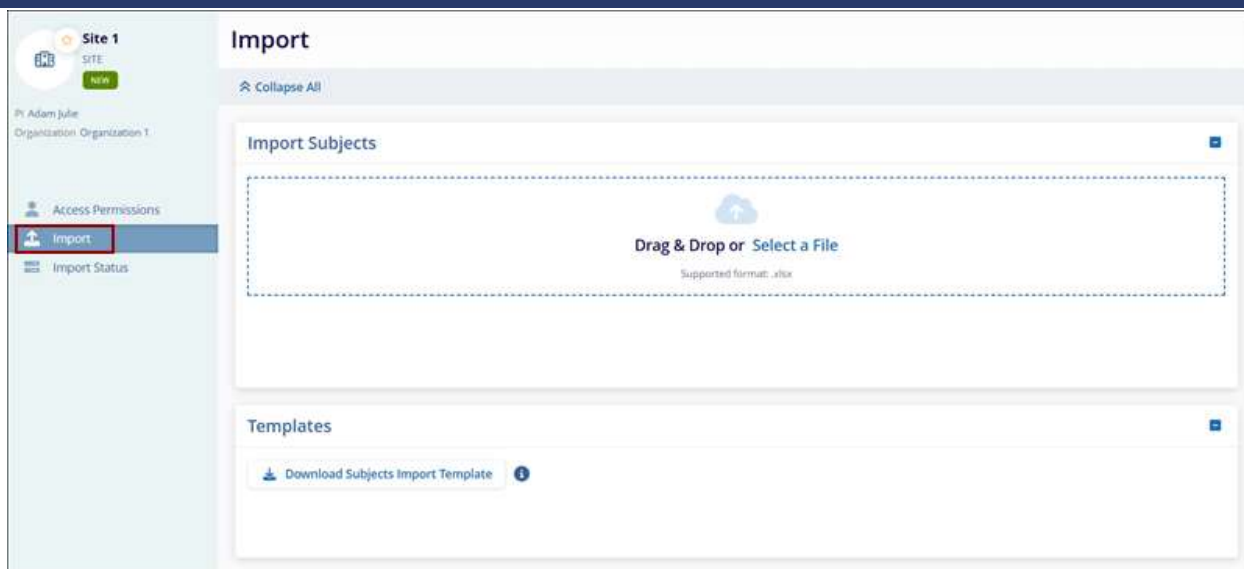 Site 1
SITE
NEW
PI Adam Julie
Organization Organization 1
Access Permissions
Import
Import Status
Import
Collapse All
Import Subjects
Drag & Drop or Select a File
Supported format: .xlsx
Templates
Download Subjects Import Template